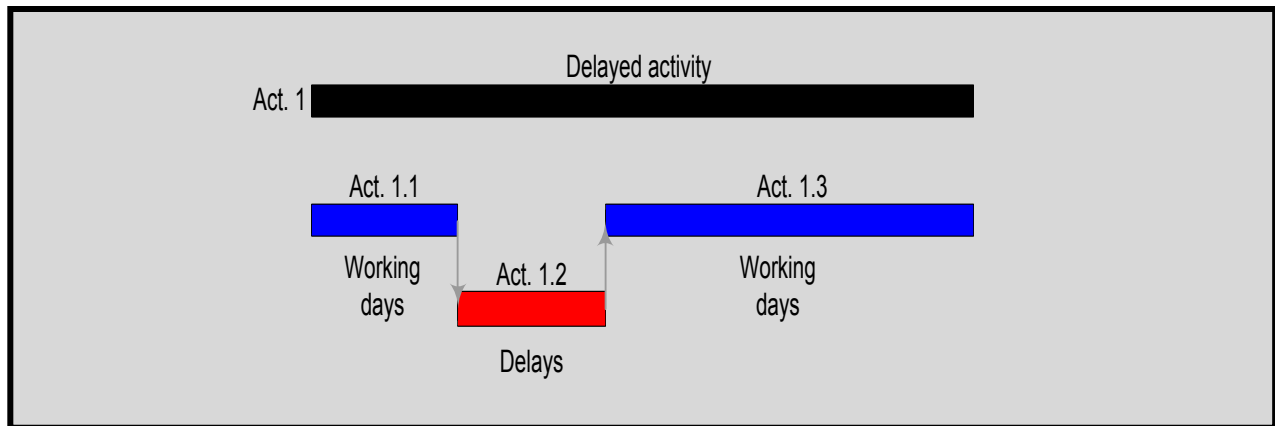 Delayed activity
Act. 1
Act. 1.1
Act. 1.3
Working
days
Act. 1.2
Working
days
Delays